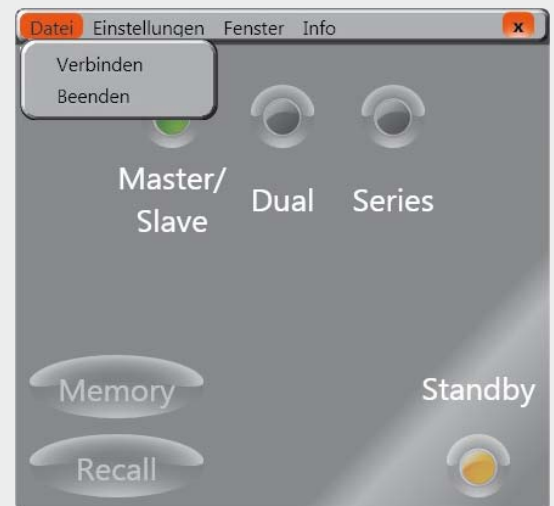 Datei Einstellungen Fenster Info x
Verbinden
Beenden
Master/
Slave
Dual
Series
Memory
Standby
Recall